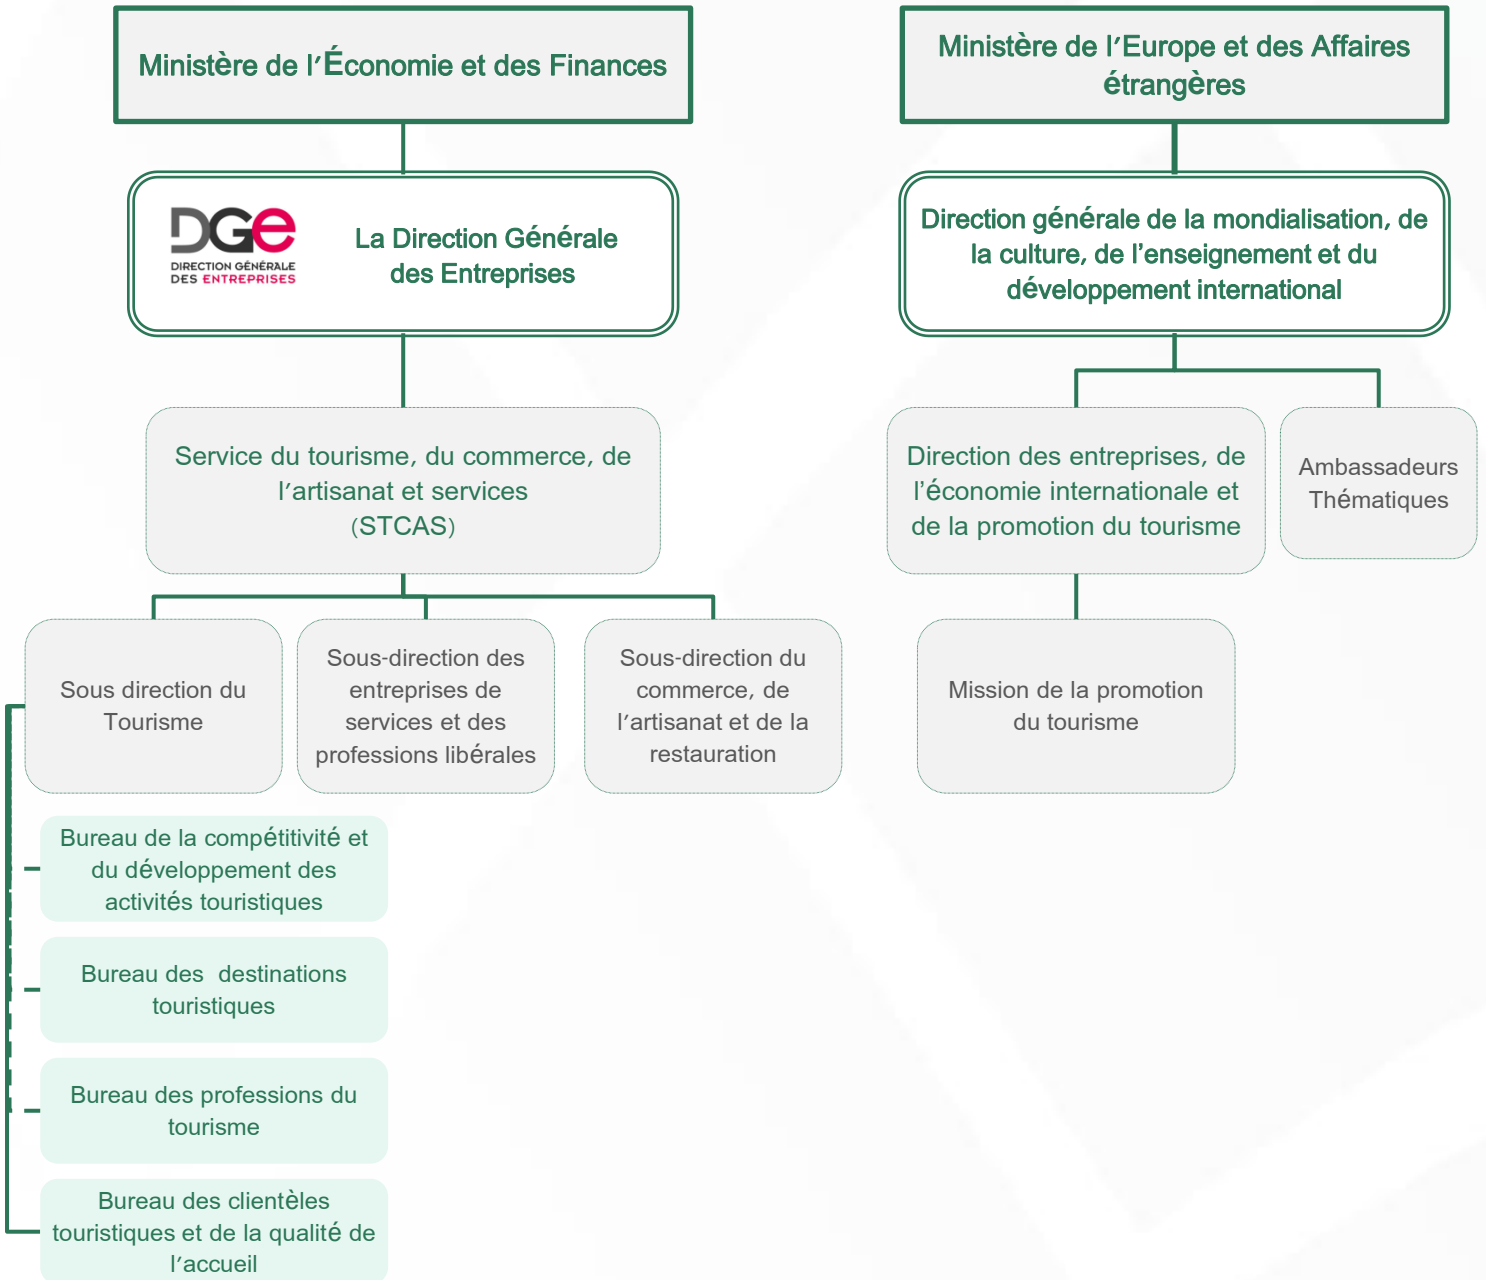 Ministère de l'Économie et des Finances
Ministère de l'Europe et des Affaires
étrangères
DGe
DIRECTION GÉNÉRALE
DES ENTREPRISES
La Direction Générale
des Entreprises
Direction générale de la mondialisation, de
la culture, de l'enseignement et du
développement international
Service du tourisme, du commerce, de
l'artisanat et services
(STCAS)
Direction des entreprises, de
l'économie internationale et
de la promotion du tourisme
Ambassadeurs
Thématiques
Sous direction du
Tourisme
Sous-direction des
entreprises de
services et des
professions libérales
Sous-direction du
commerce, de
l'artisanat et de la
restauration
Mission de la promotion
du tourisme
Bureau de la compétitivité et
du développement des
activités touristiques
Bureau des  destinations
touristiques
Bureau des professions du
tourisme
Bureau des clientèles
touristiques et de la qualité de
l'accueil